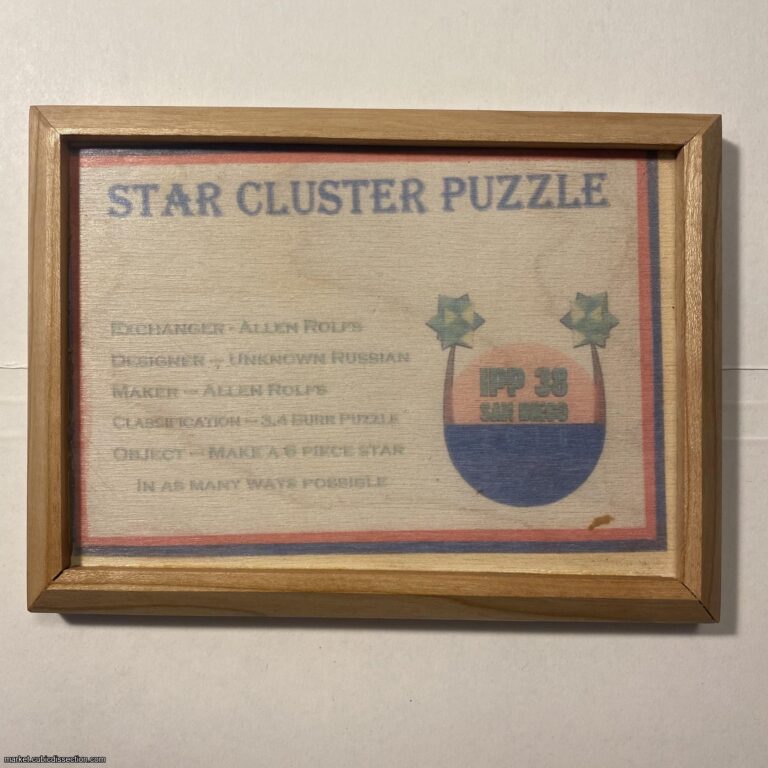 STAR CLUSTER PUZZLE
EXCHANGER - ALLEN ROLFS
DESIGNER – UNKNOWN RUSSIAN
MAKER – ALLEN ROLFS
CLASSIFICATION – 3.4 BURR PUZZLE
OBJECT – MAKE A 6 PIECE STAR
IN AS MANY WAYS POSSIBLE
IPP 38
SAN DIEGO
market.cubicdissection.com